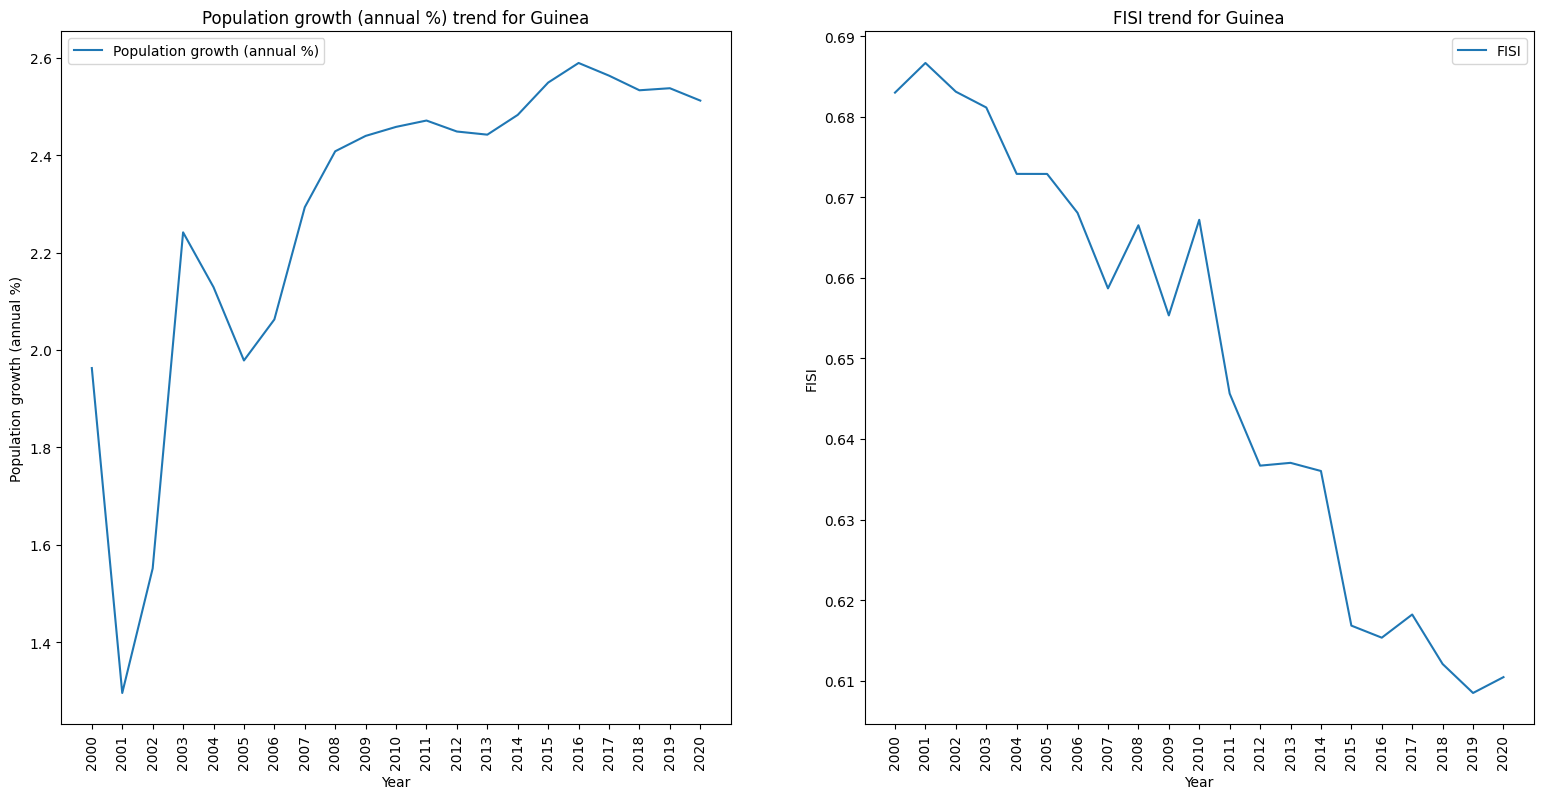 Population growth (annual %) trend for Guinea
Population growth (annual %)
2.6
2.4
2.2
2.0
1.8
1.6
1.4
Population growth (annual %)
2000 2001 2002 2003 2004 2005 2006 2007 2008 2009 2010 2011 2012 2013 2014 2015 2016 2017 2018 2019 2020
Year
FISI trend for Guinea
FISI
0.69
0.68
0.67
0.66
0.65
0.64
0.63
0.62
0.61
FISI
2000 2001 2002 2003 2004 2005 2006 2007 2008 2009 2010 2011 2012 2013 2014 2015 2016 2017 2018 2019 2020
Year